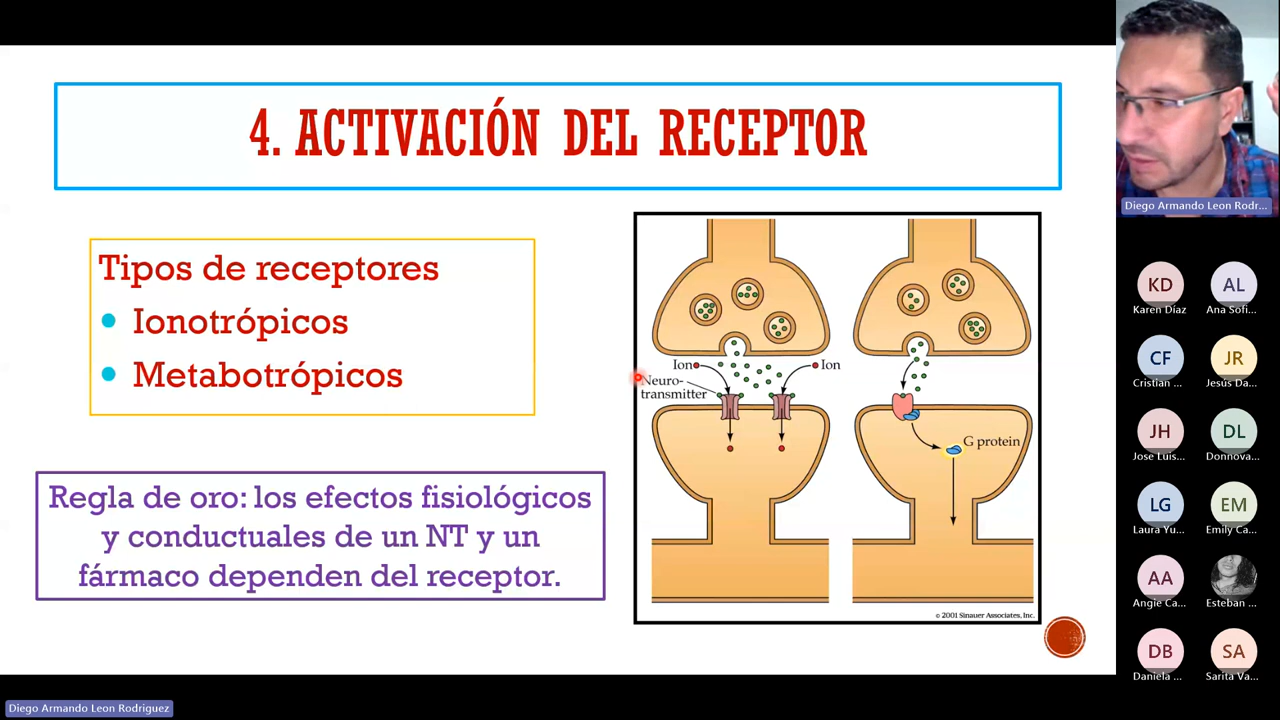 4. ACTIVACIÓN DEL RECEPTOR
Tipos de receptores
• Ionotrópicos
• Metabotrópicos
Regla de oro: los efectos fisiológicos
y conductuales de un NT y un
fármaco dependen del receptor.
Ion
Ion
Neuro-
transmitter
G protein
© 2001 Sinauer Associates, Inc.
Diego Armando Leon Rodr...
KD
AL
Karen Díaz
Ana Sofi...
CF
JR
Cristian ...
Jesús Da...
JH
DL
Jose Luis...
Donnova...
LG
EM
Laura Yu...
Emily Ca...
AA
Angie Ca...
Esteban ...
DB
SA
Daniela ...
Sarita Va...
Diego Armando Leon Rodriguez